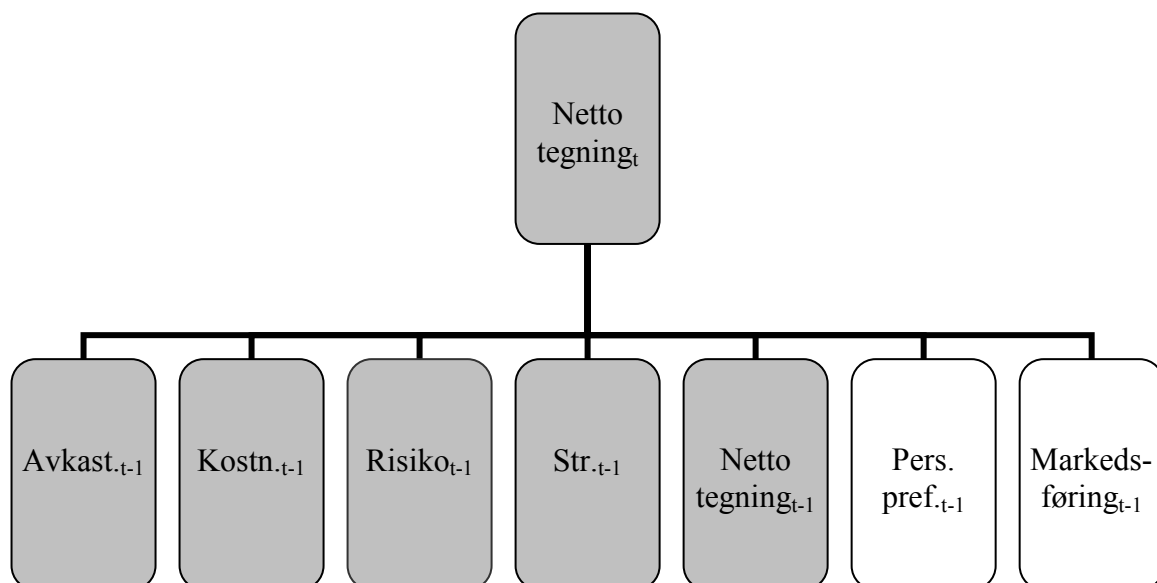 Netto
tegningt
Avkast.t-1
Kostn.t-1
Risikot-1
Str.t-1
Netto
tegningt-1
Pers.
pref.t-1
Markeds-
føringt-1